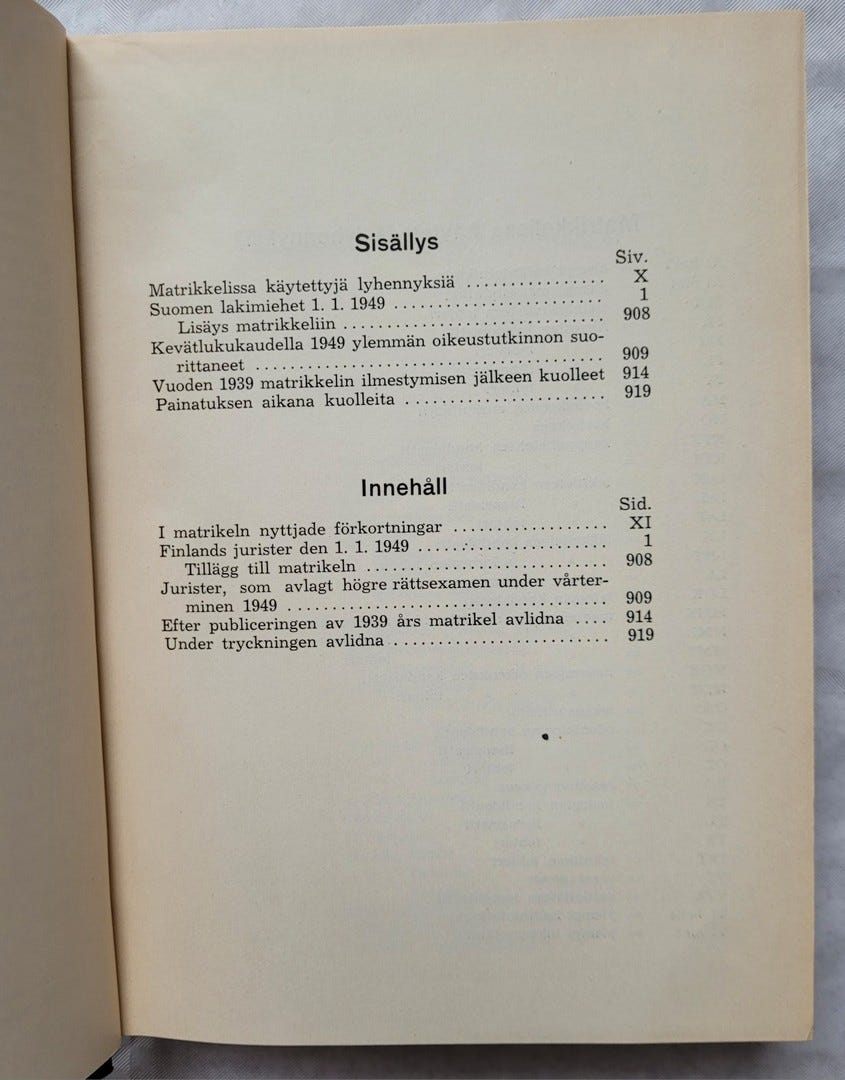 Sisällys
Siv.
Matrikkelissa käytettyjä lyhennyksiä ................ X
Suomen lakimiehet 1. 1. 1949 ........................ 1
Lisäys matrikkeliin .............................. 908
Kevätlukukaudella 1949 ylemmän oikeustutkinnon suo-
rittaneet ........................................ 909
Vuoden 1939 matrikkelin ilmestymisen jälkeen kuolleet 914
Painatuksen aikana kuolleita ....................... 919
Innehåll
Sid.
I matrikeln nyttjade förkortningar .................. XI
Finlands jurister den 1. 1. 1949 ...................... 1
Tillägg till matrikeln ............................ 908
Jurister, som avlagt högre rättsexamen under vårter-
minen 1949 ..................................... 909
Efter publiceringen av 1939 års matrikel avlidna .... 914
Under tryckningen avlidna ......................... 919